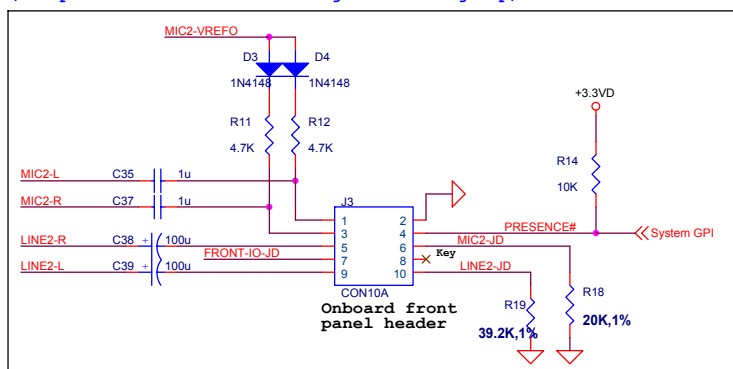 MIC2-VREFO
D3 D4
1N4148 1N4148
+3.3VD
R11 R12
4.7K 4.7K
R14
10K
MIC2-L C35 1u
MIC2-R C37 1u
J3
1 2
3 4 PRESENCE# System GPI
LINE2-R C38 + 100u 5 6 MIC2-JD
FRONT-IO-JD 7 8 Key
LINE2-L C39 + 100u 9 10 LINE2-JD
CON10A
Onboard front
panel header
R19 R18
39.2K,1% 20K,1%